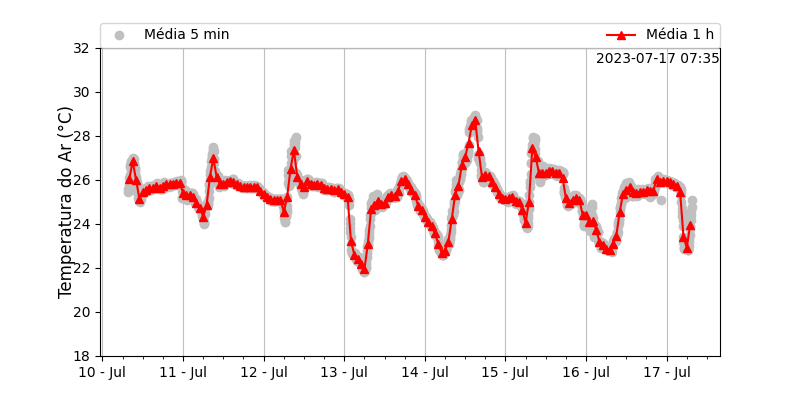 Média 5 min
Média 1 h
2023-07-17 07:35
Temperatura do Ar (°C)
32
30
28
26
24
22
20
18
10 - Jul
11 - Jul
12 - Jul
13 - Jul
14 - Jul
15 - Jul
16 - Jul
17 - Jul